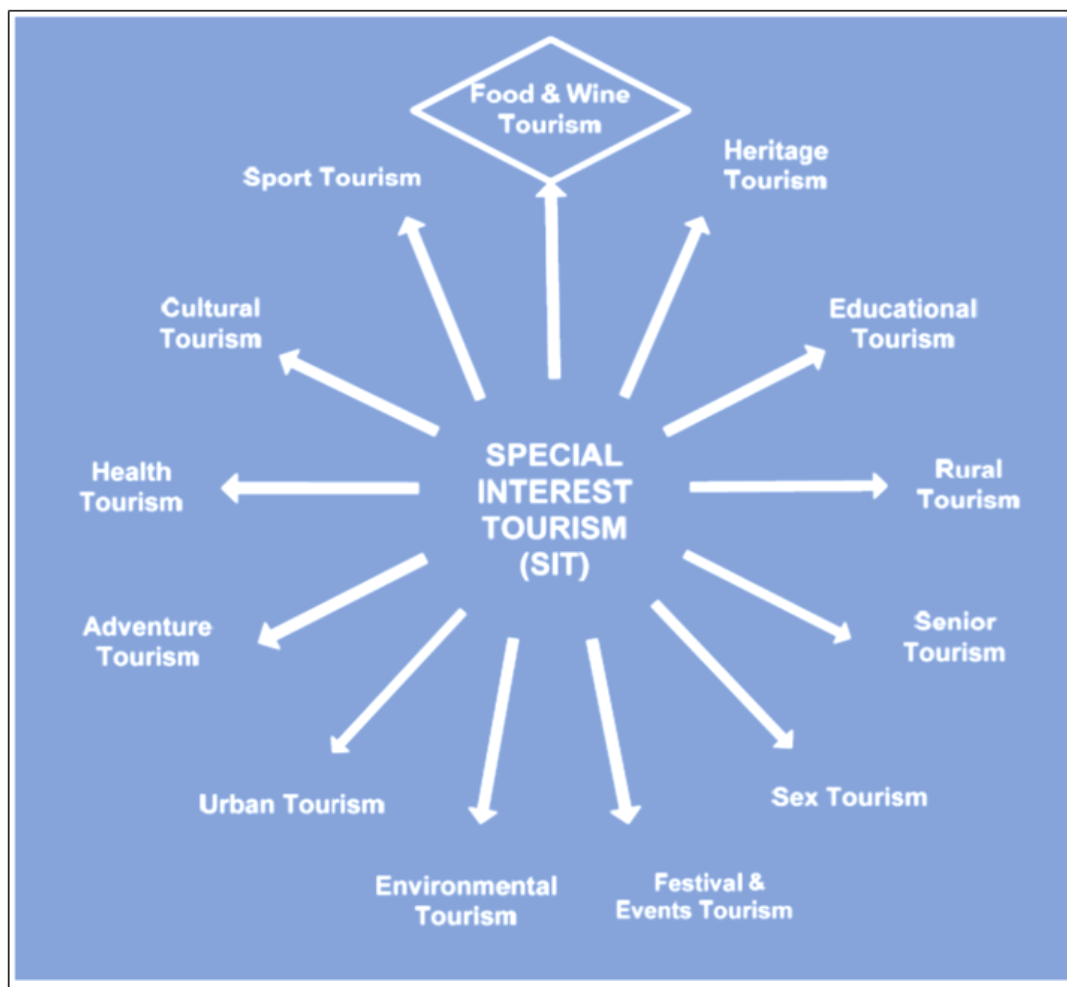 Food & Wine
Tourism
Heritage
Tourism
Sport Tourism
Cultural
Tourism
Educational
Tourism
SPECIAL
INTEREST
TOURISM
(SIT)
Health
Tourism
Rural
Tourism
Adventure
Tourism
Senior
Tourism
Urban Tourism
Sex Tourism
Environmental
Tourism
Festival &
Events Tourism